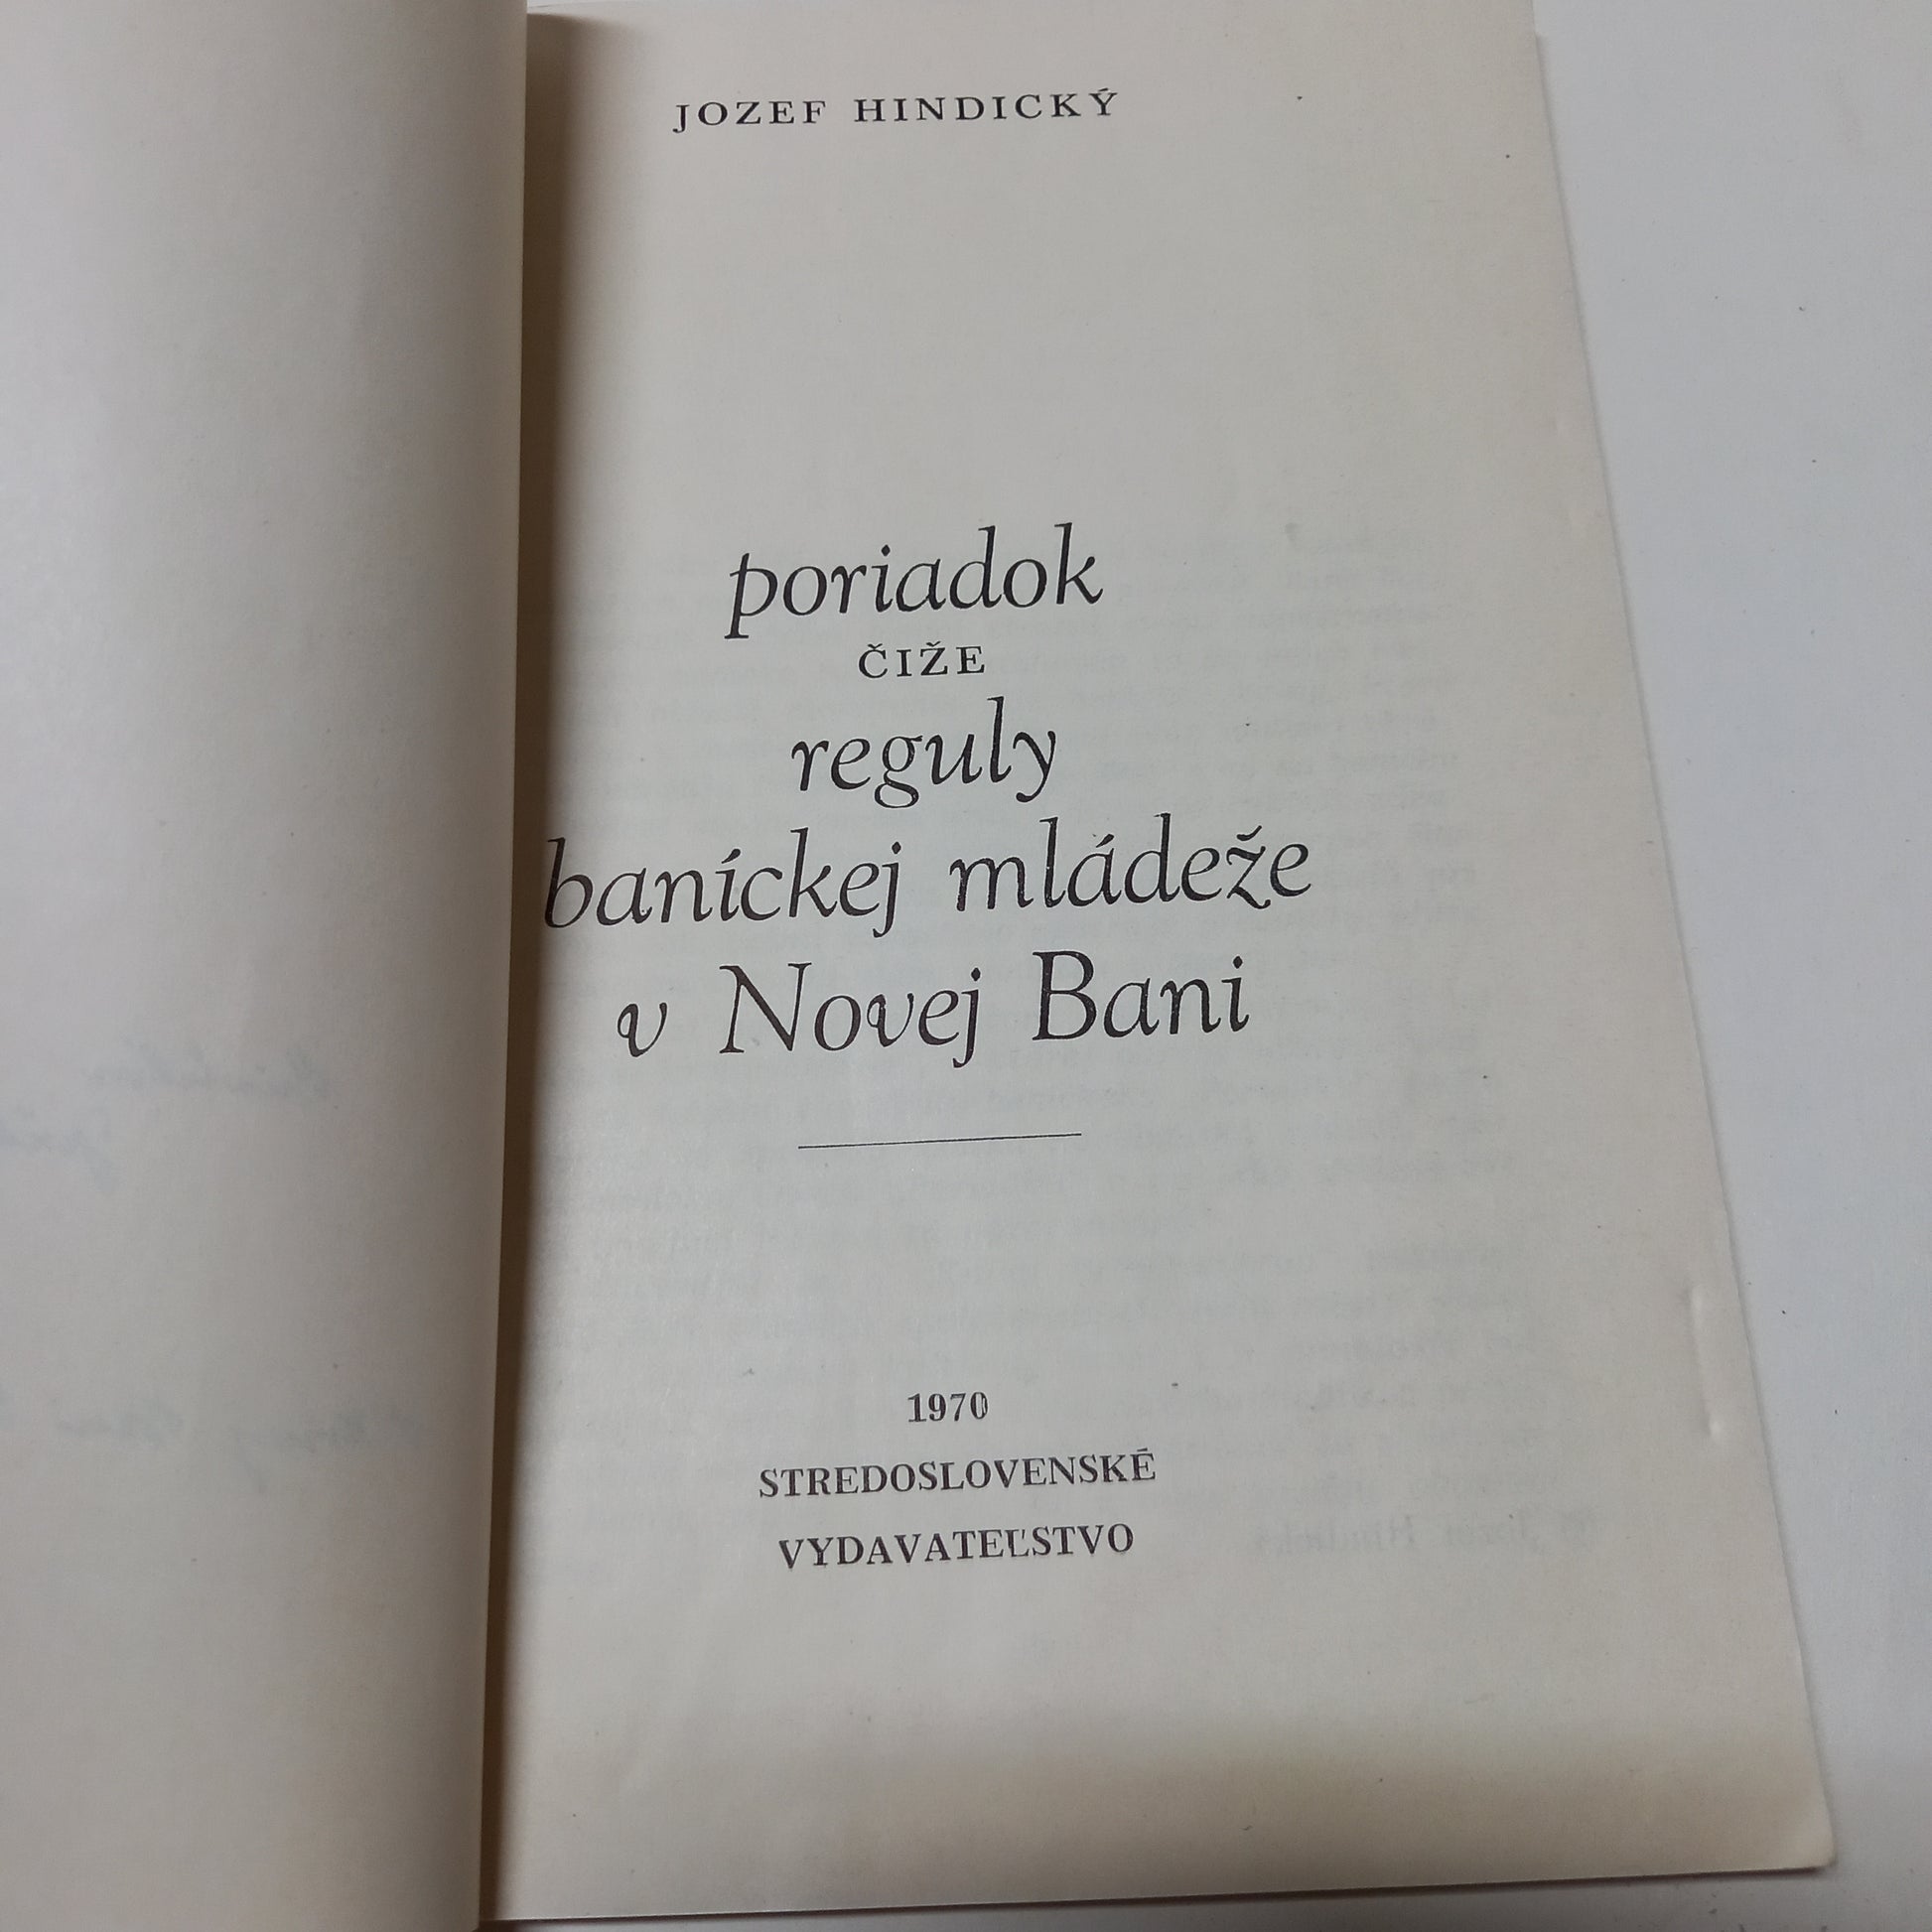 JOZEF HINDICKÝ
poriadok
ČIŽE
reguly
baníckej mládeže
v Novej Bani
1970
STREDOSLOVENSKÉ
VYDAVATEĽSTVO